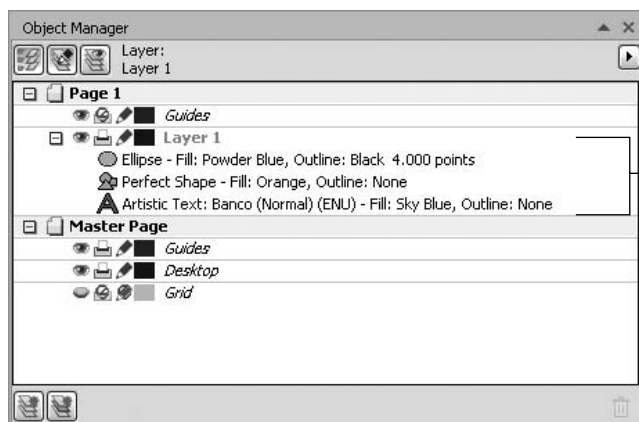 Object Manager
Layer:
Layer 1
Page 1
Guides
Layer 1
Ellipse - Fill: Powder Blue, Outline: Black 4.000 points
Perfect Shape - Fill: Orange, Outline: None
Artistic Text: Banco (Normal) (ENU) - Fill: Sky Blue, Outline: None
Master Page
Guides
Desktop
Grid